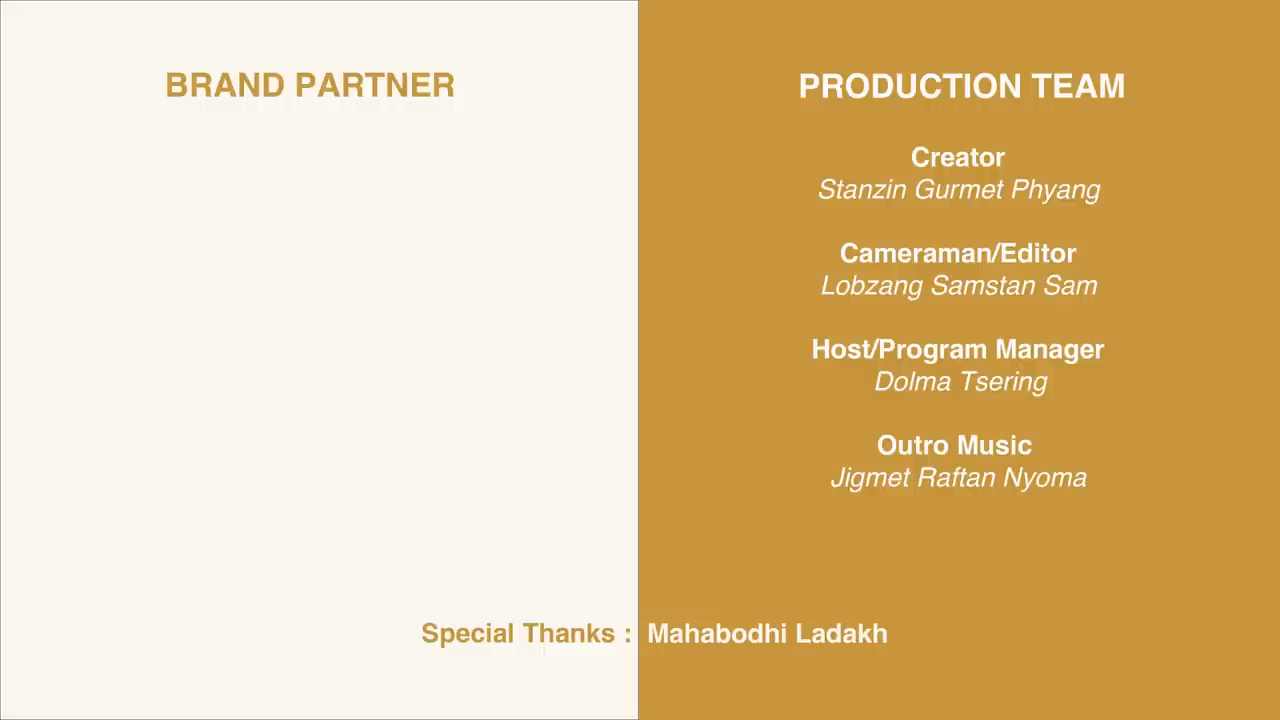 BRAND PARTNER
PRODUCTION TEAM
Creator
Stanzin Gurmet Phyang
Cameraman/Editor
Lobzang Samstan Sam
Host/Program Manager
Dolma Tsering
Outro Music
Jigmet Raftan Nyoma
Special Thanks : Mahabodhi Ladakh